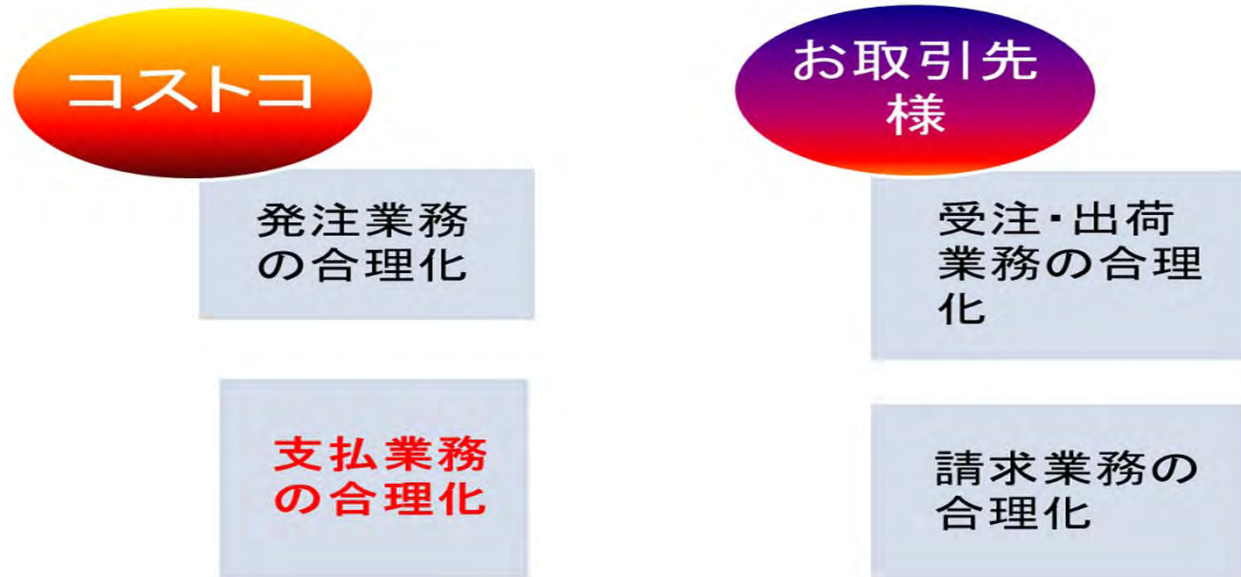 コストコ
発注業務
の合理化
支払業務
の合理化
お取引先
様
受注・出荷
業務の合理
化
請求業務の
合理化